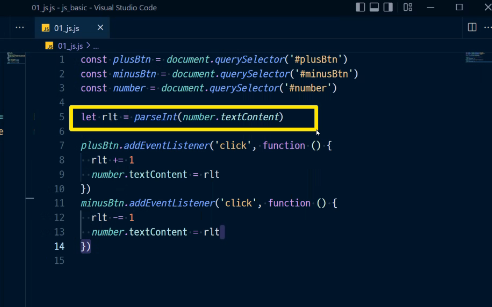 01_js.js - js_basic - Visual Studio Code
01_js.js
01_js.js > ...
1 const plusBtn = document.querySelector('#plusBtn')
2 const minusBtn = document.querySelector('#minusBtn')
3 const number = document.querySelector('#number')
4
5 let rlt = parseInt(number.textContent)
6
7 plusBtn.addEventListener('click', function () {
8 rlt += 1
9 number.textContent = rlt
10 })
11 minusBtn.addEventListener('click', function () {
12 rlt -= 1
13 number.textContent = rlt
14 })
15